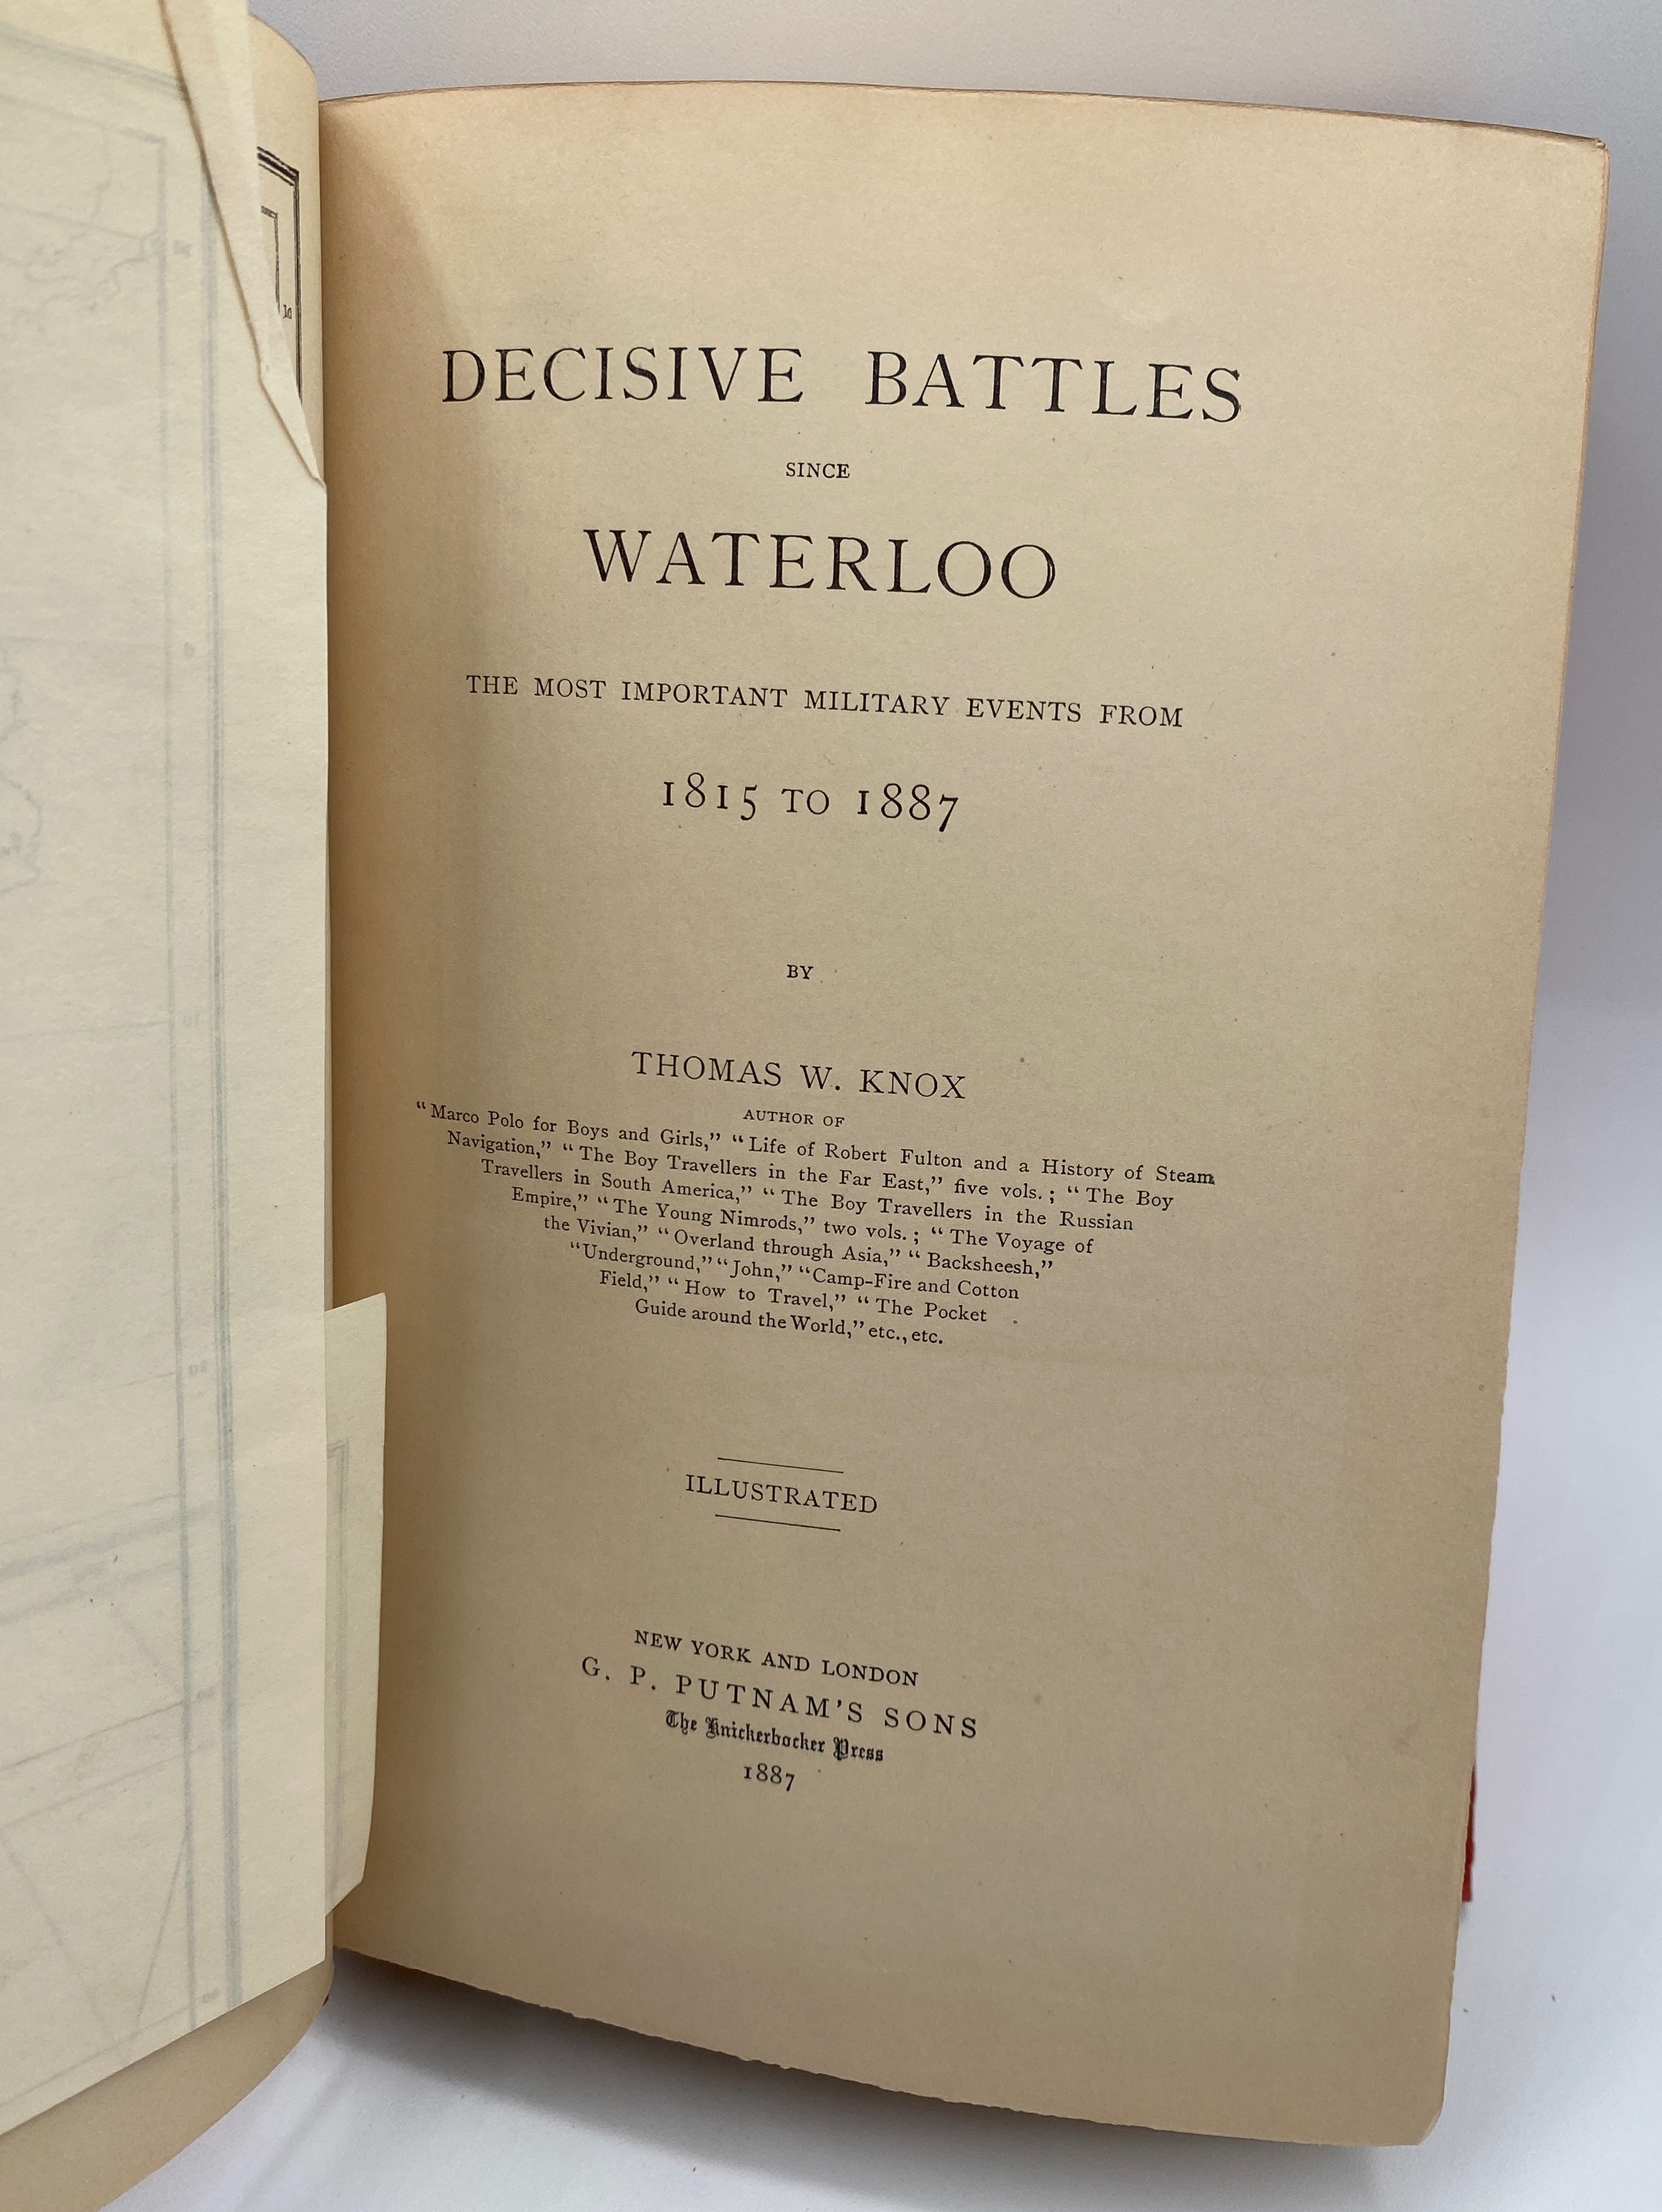 DECISIVE BATTLES
SINCE
WATERLOO
THE MOST IMPORTANT MILITARY EVENTS FROM
1815 TO 1887
BY
THOMAS W. KNOX
AUTHOR OF
“Marco Polo for Boys and Girls,” “Life of Robert Fulton and a History of Steam
Navigation,” “The Boy Travellers in the Far East,” five vols.; “The Boy
Travellers in South America,” “The Boy Travellers in the Russian
Empire,” “The Young Nimrods,” two vols.; “The Voyage of
the Vivian,” “Overland through Asia,” “Backsheesh,”
“Underground,” “John,” “Camp-Fire and Cotton
Field,” “How to Travel,” “The Pocket
Guide around the World,” etc., etc.
ILLUSTRATED
NEW YORK AND LONDON
G. P. PUTNAM'S SONS
The Knickerbocker Press
1887